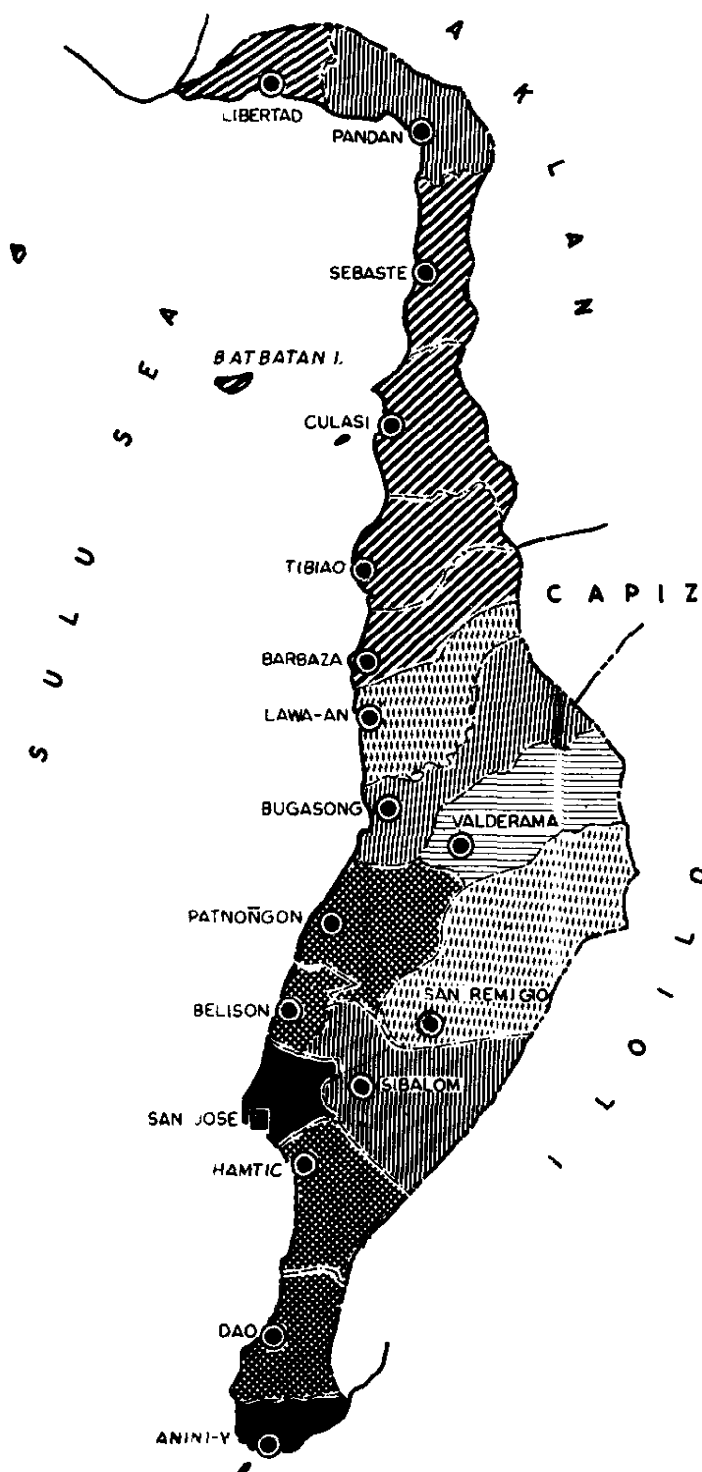 AKLAN
LIBERTAD
PANDAN
SEBASTE
SULU SEA
BATBATAN I.
CULASI
TIBIAO
CAPIZ
BARBAZA
LAWA-AN
BUGASONG
VALDERAMA
PATNOÑGON
ILOILO
BELISON
SAN REMIGIO
SIBALOM
SAN JOSE
HAMTIC
DAO
ANINI-Y